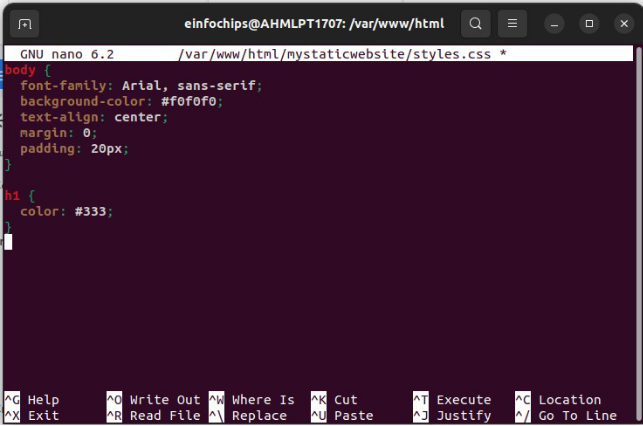 einfochips@AHMLPT1707: /var/www/html
GNU nano 6.2 /var/www/html/mystaticwebsite/styles.css *
body {
  font-family: Arial, sans-serif;
  background-color: #f0f0f0;
  text-align: center;
  margin: 0;
  padding: 20px;
}
h1 {
  color: #333;
}
^G Help ^O Write Out ^W Where Is ^K Cut ^T Execute ^C Location
^X Exit ^R Read File ^\ Replace ^U Paste ^J Justify ^/ Go To Line